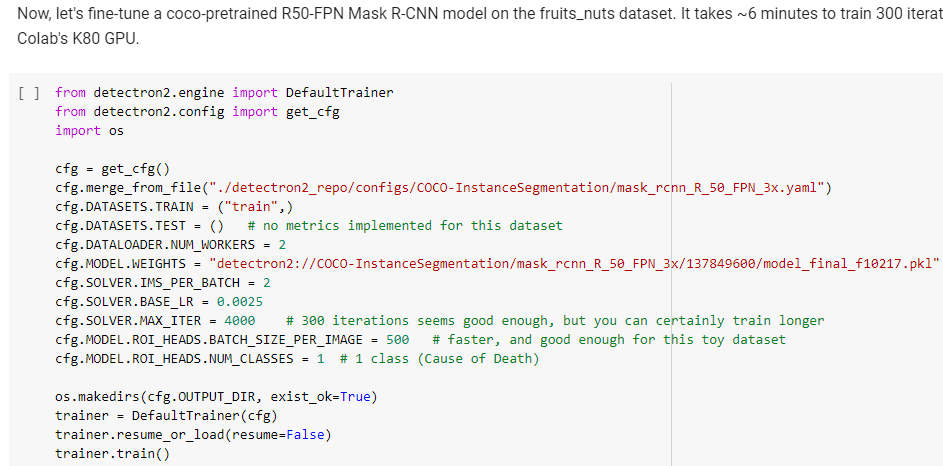 Now, let's fine-tune a coco-pretrained R50-FPN Mask R-CNN model on the fruits_nuts dataset. It takes ~6 minutes to train 300 iterat
Colab's K80 GPU.
[ ] from detectron2.engine import DefaultTrainer
from detectron2.config import get_cfg
import os
cfg = get_cfg()
cfg.merge_from_file("./detectron2_repo/configs/COCO-InstanceSegmentation/mask_rcnn_R_50_FPN_3x.yaml")
cfg.DATASETS.TRAIN = ("train",)
cfg.DATASETS.TEST = ()   # no metrics implemented for this dataset
cfg.DATALOADER.NUM_WORKERS = 2
cfg.MODEL.WEIGHTS = "detectron2://COCO-InstanceSegmentation/mask_rcnn_R_50_FPN_3x/137849600/model_final_f10217.pkl"
cfg.SOLVER.IMS_PER_BATCH = 2
cfg.SOLVER.BASE_LR = 0.0025
cfg.SOLVER.MAX_ITER = 4000    # 300 iterations seems good enough, but you can certainly train longer
cfg.MODEL.ROI_HEADS.BATCH_SIZE_PER_IMAGE = 500   # faster, and good enough for this toy dataset
cfg.MODEL.ROI_HEADS.NUM_CLASSES = 1  # 1 class (Cause of Death)
os.makedirs(cfg.OUTPUT_DIR, exist_ok=True)
trainer = DefaultTrainer(cfg)
trainer.resume_or_load(resume=False)
trainer.train()